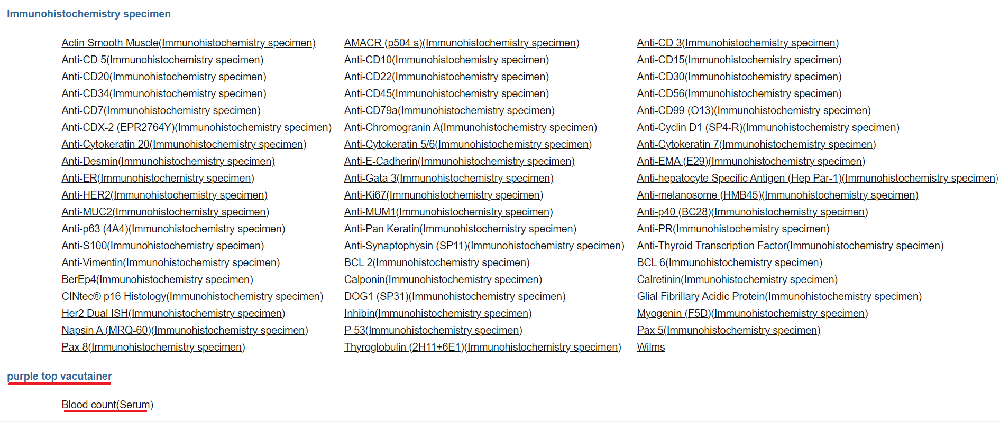 Immunohistochemistry specimen
Actin Smooth Muscle(Immunohistochemistry specimen) AMACR (p504 s)(Immunohistochemistry specimen) Anti-CD 3(Immunohistochemistry specimen)
Anti-CD 5(Immunohistochemistry specimen) Anti-CD10(Immunohistochemistry specimen) Anti-CD15(Immunohistochemistry specimen)
Anti-CD20(Immunohistochemistry specimen) Anti-CD22(Immunohistochemistry specimen) Anti-CD30(Immunohistochemistry specimen)
Anti-CD34(Immunohistochemistry specimen) Anti-CD45(Immunohistochemistry specimen) Anti-CD56(Immunohistochemistry specimen)
Anti-CD7(Immunohistochemistry specimen) Anti-CD79a(Immunohistochemistry specimen) Anti-CD99 (O13)(Immunohistochemistry specimen)
Anti-CDX-2 (EPR2764Y)(Immunohistochemistry specimen) Anti-Chromogranin A(Immunohistochemistry specimen) Anti-Cyclin D1 (SP4-R)(Immunohistochemistry specimen)
Anti-Cytokeratin 20(Immunohistochemistry specimen) Anti-Cytokeratin 5/6(Immunohistochemistry specimen) Anti-Cytokeratin 7(Immunohistochemistry specimen)
Anti-Desmin(Immunohistochemistry specimen) Anti-E-Cadherin(Immunohistochemistry specimen) Anti-EMA (E29)(Immunohistochemistry specimen)
Anti-ER(Immunohistochemistry specimen) Anti-Gata 3(Immunohistochemistry specimen) Anti-hepatocyte Specific Antigen (Hep Par-1)(Immunohistochemistry specimen)
Anti-HER2(Immunohistochemistry specimen) Anti-Ki67(Immunohistochemistry specimen) Anti-melanosome (HMB45)(Immunohistochemistry specimen)
Anti-MUC2(Immunohistochemistry specimen) Anti-MUM1(Immunohistochemistry specimen) Anti-p40 (BC28)(Immunohistochemistry specimen)
Anti-p63 (4A4)(Immunohistochemistry specimen) Anti-Pan Keratin(Immunohistochemistry specimen) Anti-PR(Immunohistochemistry specimen)
Anti-S100(Immunohistochemistry specimen) Anti-Synaptophysin (SP11)(Immunohistochemistry specimen) Anti-Thyroid Transcription Factor(Immunohistochemistry specimen)
Anti-Vimentin(Immunohistochemistry specimen) BCL 2(Immunohistochemistry specimen) BCL 6(Immunohistochemistry specimen)
BerEp4(Immunohistochemistry specimen) Calponin(Immunohistochemistry specimen) Calretinin(Immunohistochemistry specimen)
CINtec® p16 Histology(Immunohistochemistry specimen) DOG1 (SP31)(Immunohistochemistry specimen) Glial Fibrillary Acidic Protein(Immunohistochemistry specimen)
Her2 Dual ISH(Immunohistochemistry specimen) Inhibin(Immunohistochemistry specimen) Myogenin (F5D)(Immunohistochemistry specimen)
Napsin A (MRQ-60)(Immunohistochemistry specimen) P 53(Immunohistochemistry specimen) Pax 5(Immunohistochemistry specimen)
Pax 8(Immunohistochemistry specimen) Thyroglobulin (2H11+6E1)(Immunohistochemistry specimen) Wilms
purple top vacutainer
Blood count(Serum)